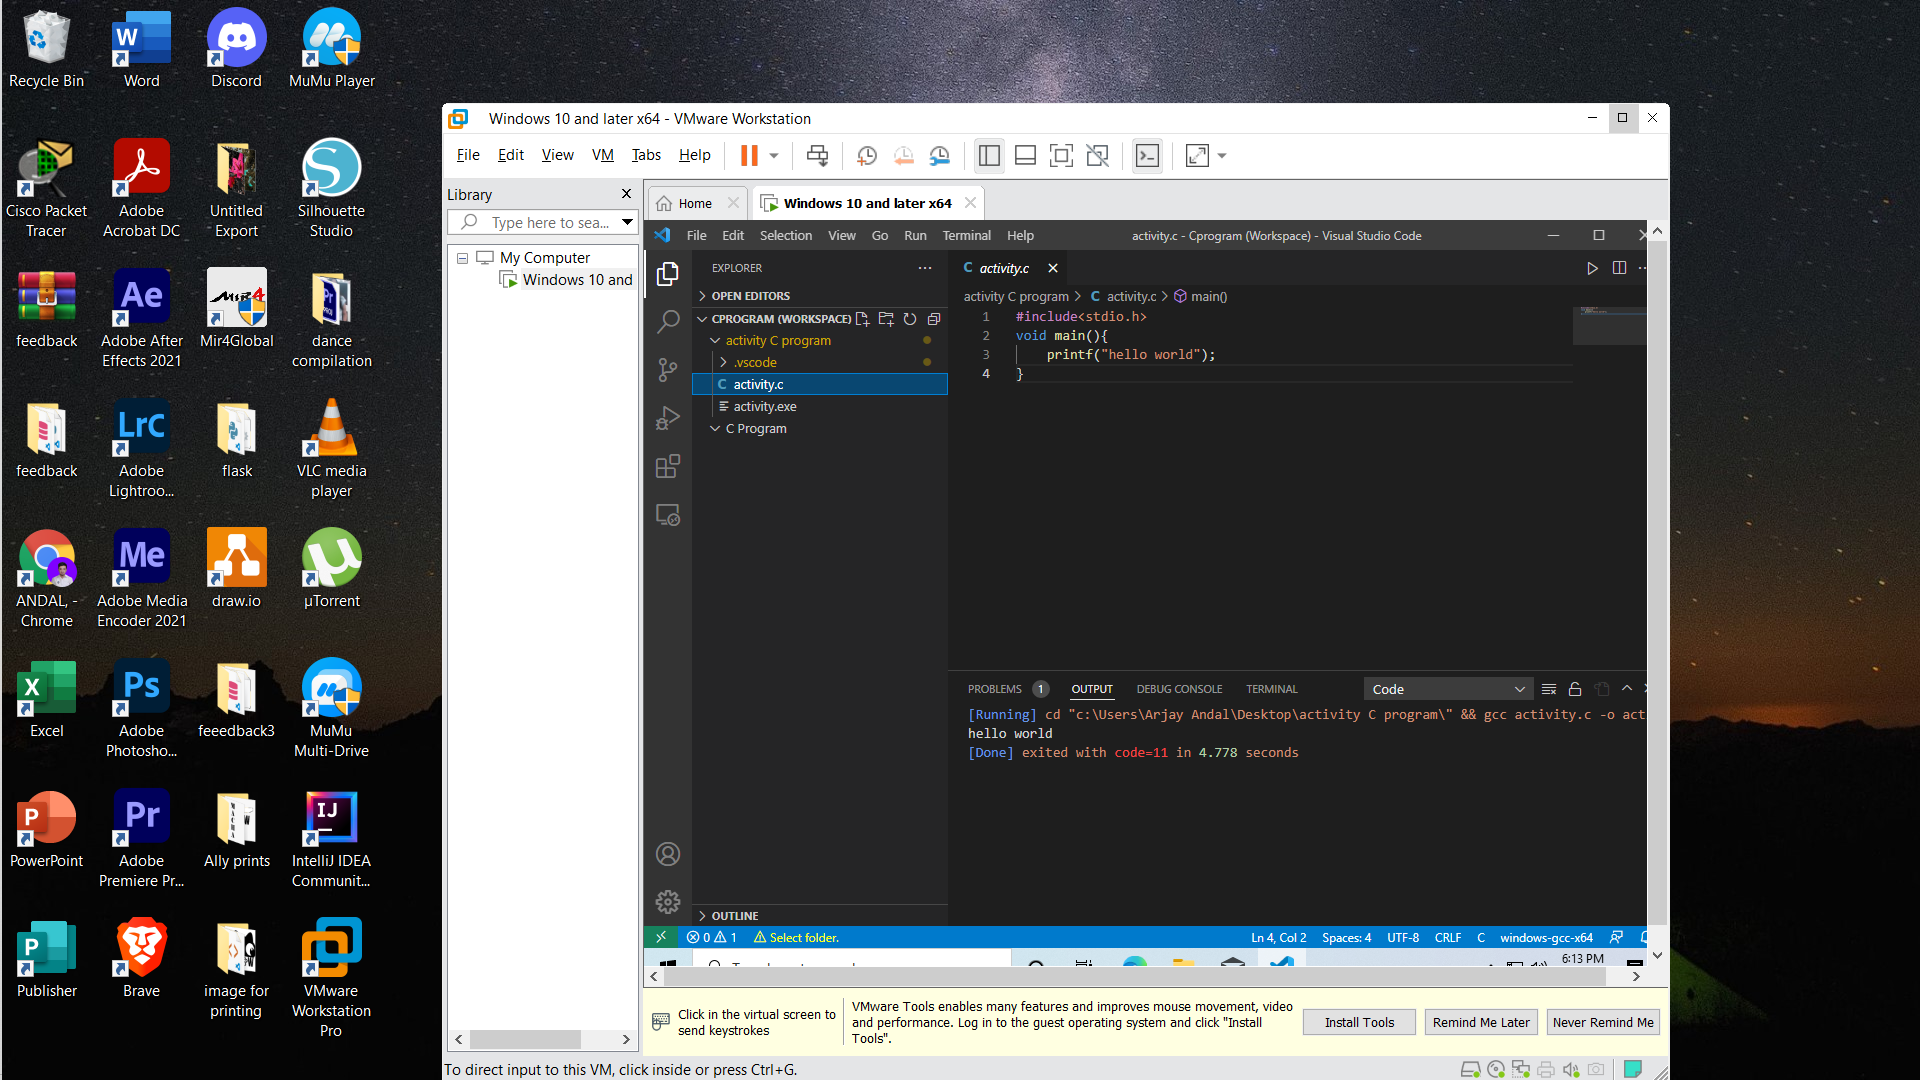 Recycle Bin
Word
Discord
MuMu Player
Cisco Packet
Tracer
Adobe
Acrobat DC
Untitled
Export
Silhouette
Studio
feedback
Adobe After
Effects 2021
Mir4Global
dance
compilation
feedback
Adobe
Lightroo...
flask
VLC media
player
ANDAL, -
Chrome
Adobe Media
Encoder 2021
draw.io
µTorrent
Excel
Adobe
Photosho...
feeedback3
MuMu
Multi-Drive
PowerPoint
Adobe
Premiere Pr...
Ally prints
IntelliJ IDEA
Communit...
Publisher
Brave
image for
printing
VMware
Workstation
Pro
Windows 10 and later x64 - VMware Workstation
File Edit View VM Tabs Help
Library
Type here to sea...
My Computer
Windows 10 and
Home
Windows 10 and later x64
File Edit Selection View Go Run Terminal Help
activity.c - Cprogram (Workspace) - Visual Studio Code
EXPLORER
OPEN EDITORS
CPROGRAM (WORKSPACE)
activity C program
.vscode
C activity.c
activity.exe
C Program
OUTLINE
C activity.c
activity C program > C activity.c > main()
1 #include<stdio.h>
2 void main(){
3 printf("hello world");
4 }
PROBLEMS 1 OUTPUT DEBUG CONSOLE TERMINAL
Code
[Running] cd "c:\Users\Arjay Andal\Desktop\activity C program\" && gcc activity.c -o act
hello world
[Done] exited with code=11 in 4.778 seconds
0 1 Select folder.
Ln 4, Col 2 Spaces: 4 UTF-8 CRLF C windows-gcc-x64
6:13 PM
Click in the virtual screen to
send keystrokes
VMware Tools enables many features and improves mouse movement, video
and performance. Log in to the guest operating system and click "Install
Tools".
Install Tools
Remind Me Later
Never Remind Me
To direct input to this VM, click inside or press Ctrl+G.